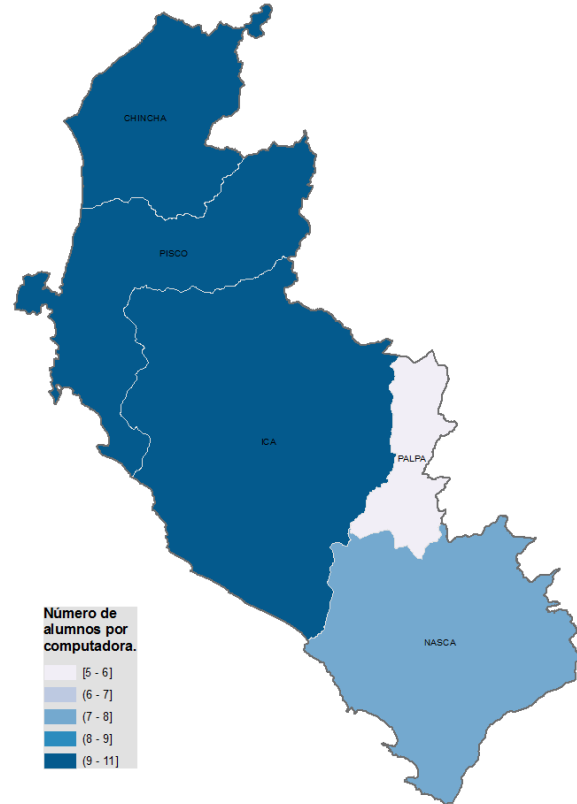 CHINCHA
PISCO
ICA
PALPA
NASCA
Número de
alumnos por
computadora.
[5 - 6]
(6 - 7]
(7 - 8]
(8 - 9]
(9 - 11]